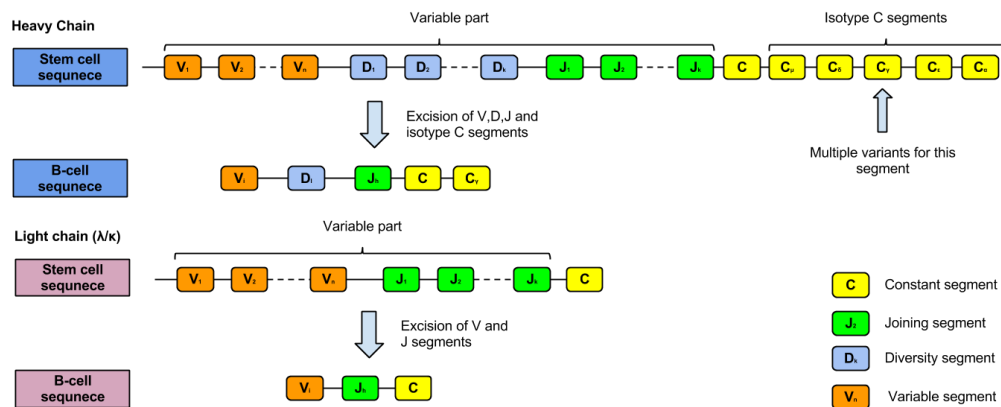 Heavy Chain
Variable part
Isotype C segments
Stem cell
sequnece
V₁ V₂ Vₙ D₁ D₂ Dₖ J₁ J₂ Jₖ C Cμ Cδ Cγ Cε Cα
Excision of V,D,J and
isotype C segments
Multiple variants for this
segment
B-cell
sequnece
Vᵢ Dₗ Jₕ C Cγ
Light chain (λ/κ)
Variable part
Stem cell
sequnece
V₁ V₂ Vₙ J₁ J₂ Jₖ C
Excision of V and
J segments
B-cell
sequnece
Vᵢ Jₕ C
C Constant segment
J₂ Joining segment
Dₖ Diversity segment
Vₙ Variable segment